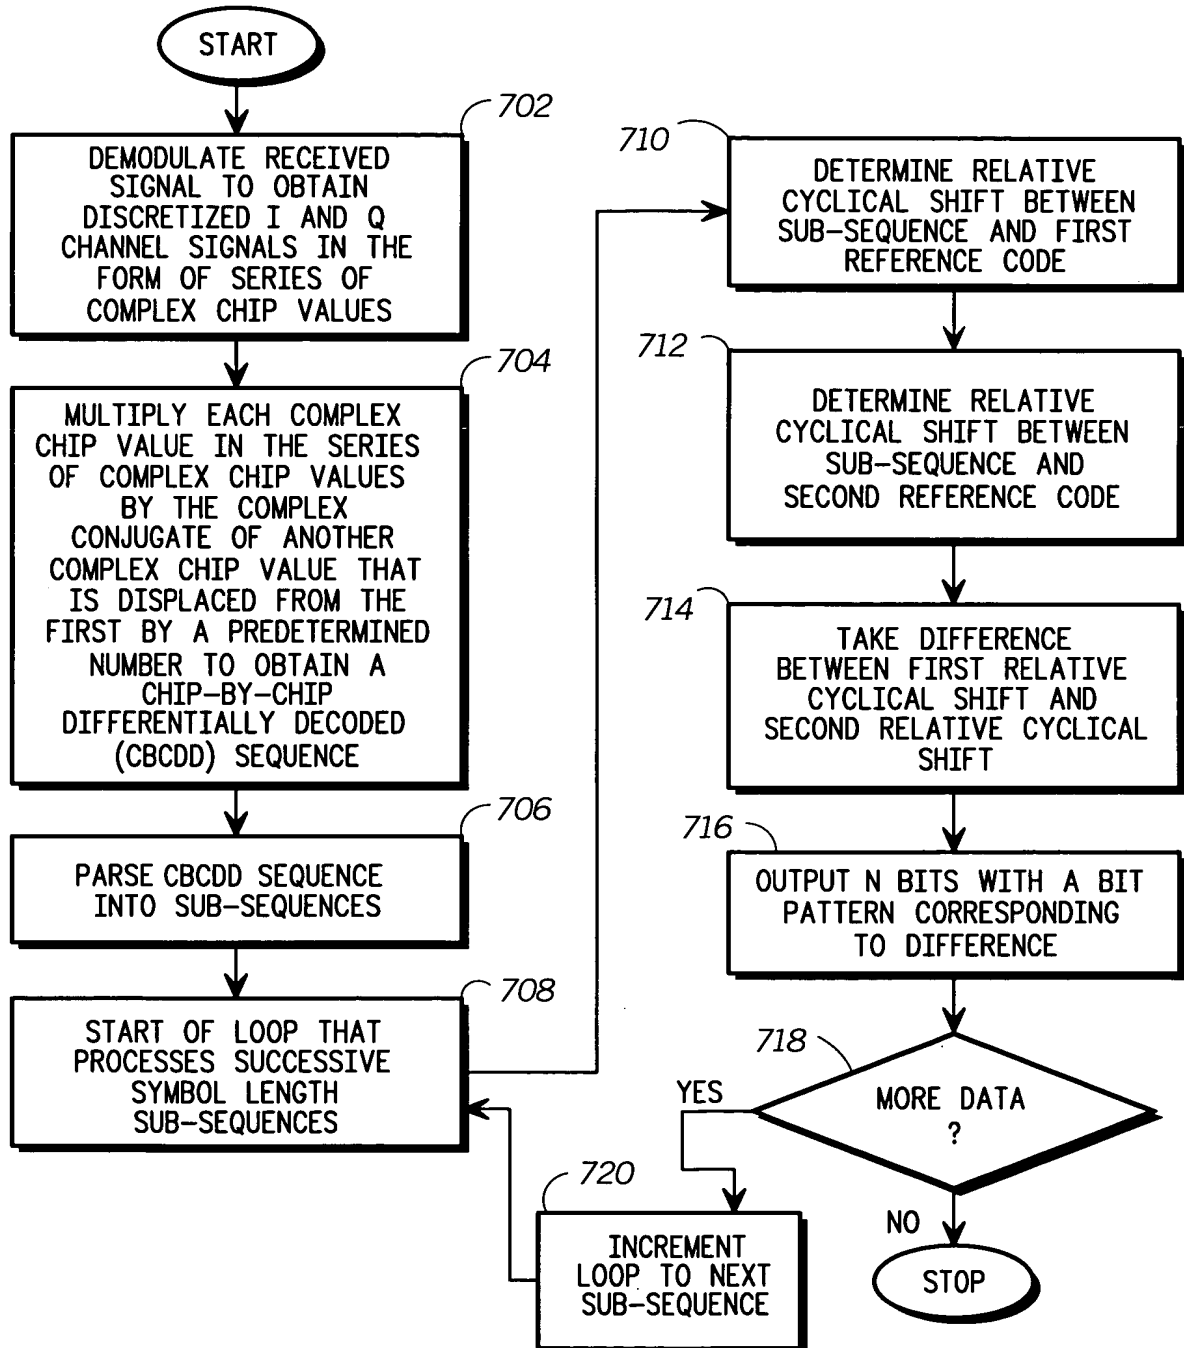 START
702
DEMODULATE RECEIVED
SIGNAL TO OBTAIN
DISCRETIZED I AND Q
CHANNEL SIGNALS IN THE
FORM OF SERIES OF
COMPLEX CHIP VALUES
704
MULTIPLY EACH COMPLEX
CHIP VALUE IN THE SERIES
OF COMPLEX CHIP VALUES
BY THE COMPLEX
CONJUGATE OF ANOTHER
COMPLEX CHIP VALUE THAT
IS DISPLACED FROM THE
FIRST BY A PREDETERMINED
NUMBER TO OBTAIN A
CHIP-BY-CHIP
DIFFERENTIALLY DECODED
(CBCDD) SEQUENCE
706
PARSE CBCDD SEQUENCE
INTO SUB-SEQUENCES
708
START OF LOOP THAT
PROCESSES SUCCESSIVE
SYMBOL LENGTH
SUB-SEQUENCES
710
DETERMINE RELATIVE
CYCLICAL SHIFT BETWEEN
SUB-SEQUENCE AND FIRST
REFERENCE CODE
712
DETERMINE RELATIVE
CYCLICAL SHIFT BETWEEN
SUB-SEQUENCE AND
SECOND REFERENCE CODE
714
TAKE DIFFERENCE
BETWEEN FIRST RELATIVE
CYCLICAL SHIFT AND
SECOND RELATIVE CYCLICAL
SHIFT
716
OUTPUT N BITS WITH A BIT
PATTERN CORRESPONDING
TO DIFFERENCE
718
MORE DATA
?
YES
720
INCREMENT
LOOP TO NEXT
SUB-SEQUENCE
NO
STOP